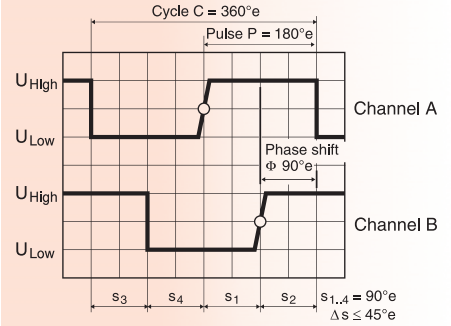 Cycle C = 360°e
Pulse P = 180°e
UHigh
Channel A
ULow
Phase shift
Φ 90°e
UHigh
Channel B
ULow
s3 s4 s1 s2 s1..4 = 90°e
Δs ≤ 45°e